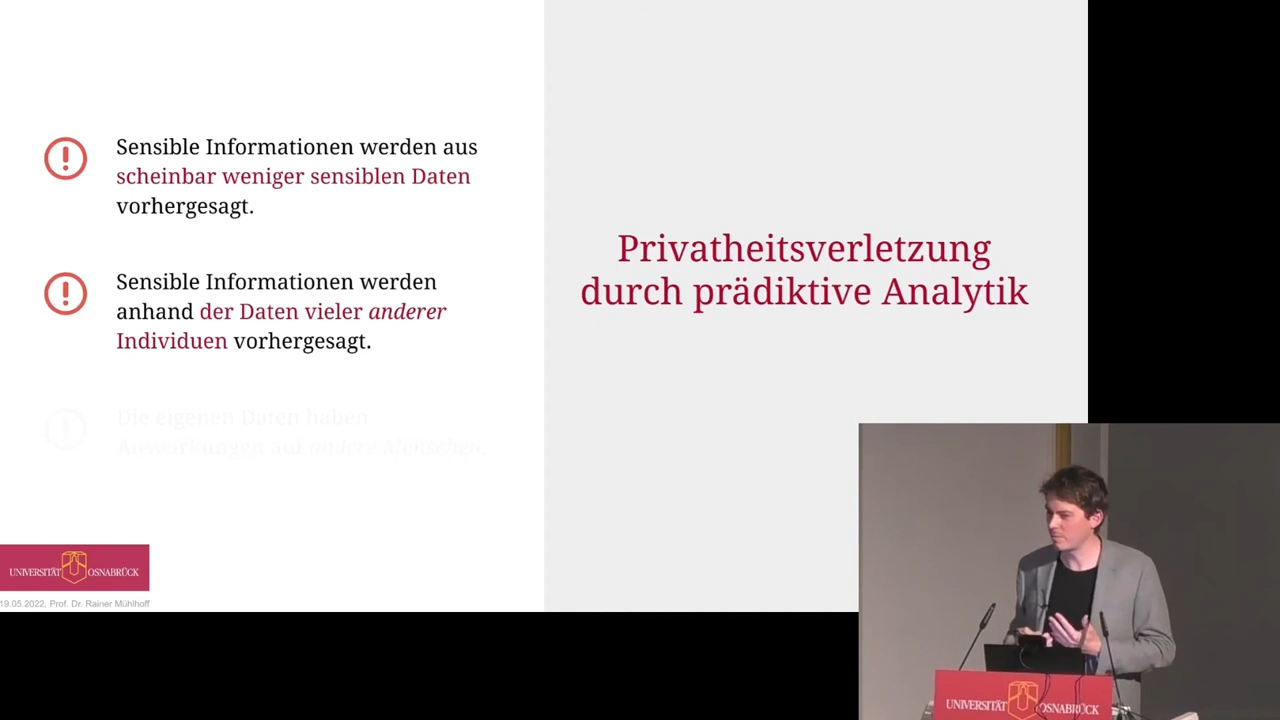 Sensible Informationen werden aus
scheinbar weniger sensiblen Daten
vorhergesagt.
Sensible Informationen werden
anhand der Daten vieler anderer
Individuen vorhergesagt.
Die eigenen Daten haben
Auswirkungen auf andere Menschen.
Privatheitsverletzung
durch prädiktive Analytik
UNIVERSITÄT OSNABRÜCK
19.05.2022, Prof. Dr. Rainer Mühlhoff
UNIVERSITÄT OSNABRÜCK